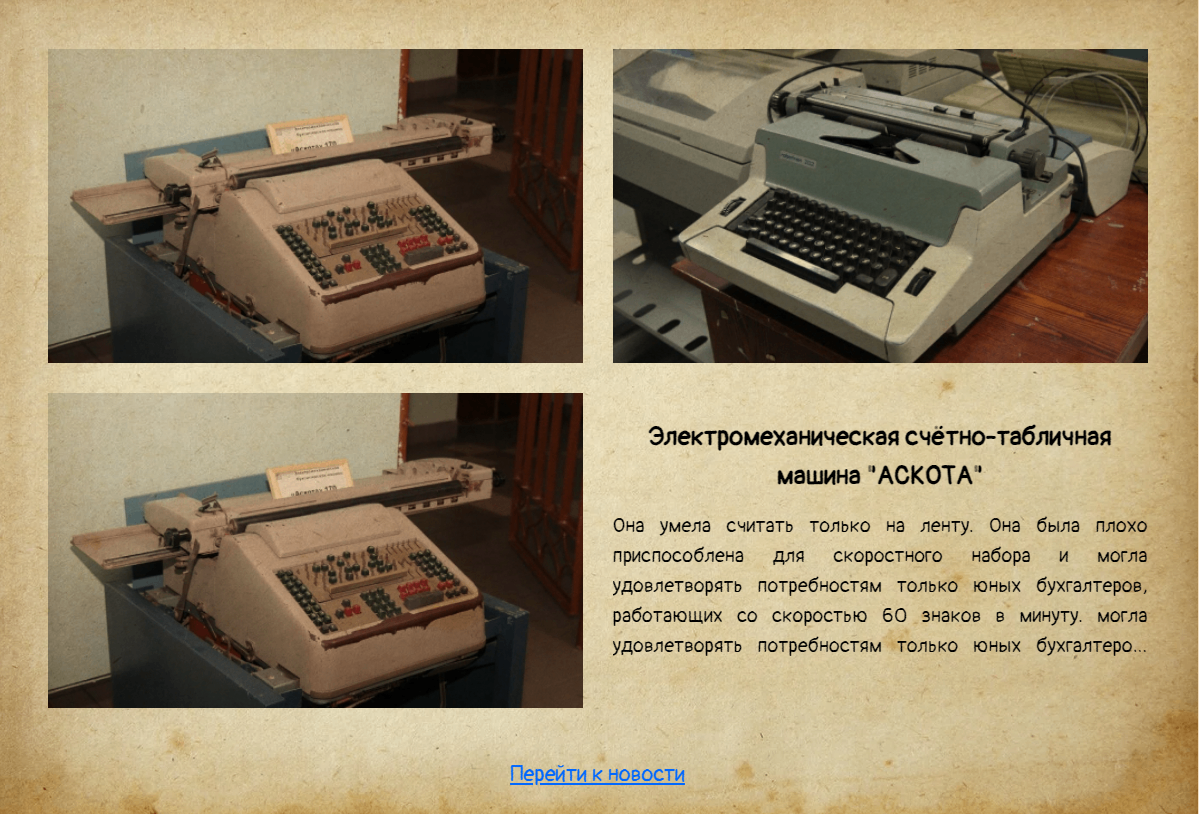 «Аскота» 170
Электромеханическая счётно-табличная
машина "АСКОТА"
Она умела считать только на ленту. Она была плохо
приспособлена для скоростного набора и могла
удовлетворять потребностям только юных бухгалтеров,
работающих со скоростью 60 знаков в минуту. могла
удовлетворять потребностям только юных бухгалтеро...
Перейти к новости